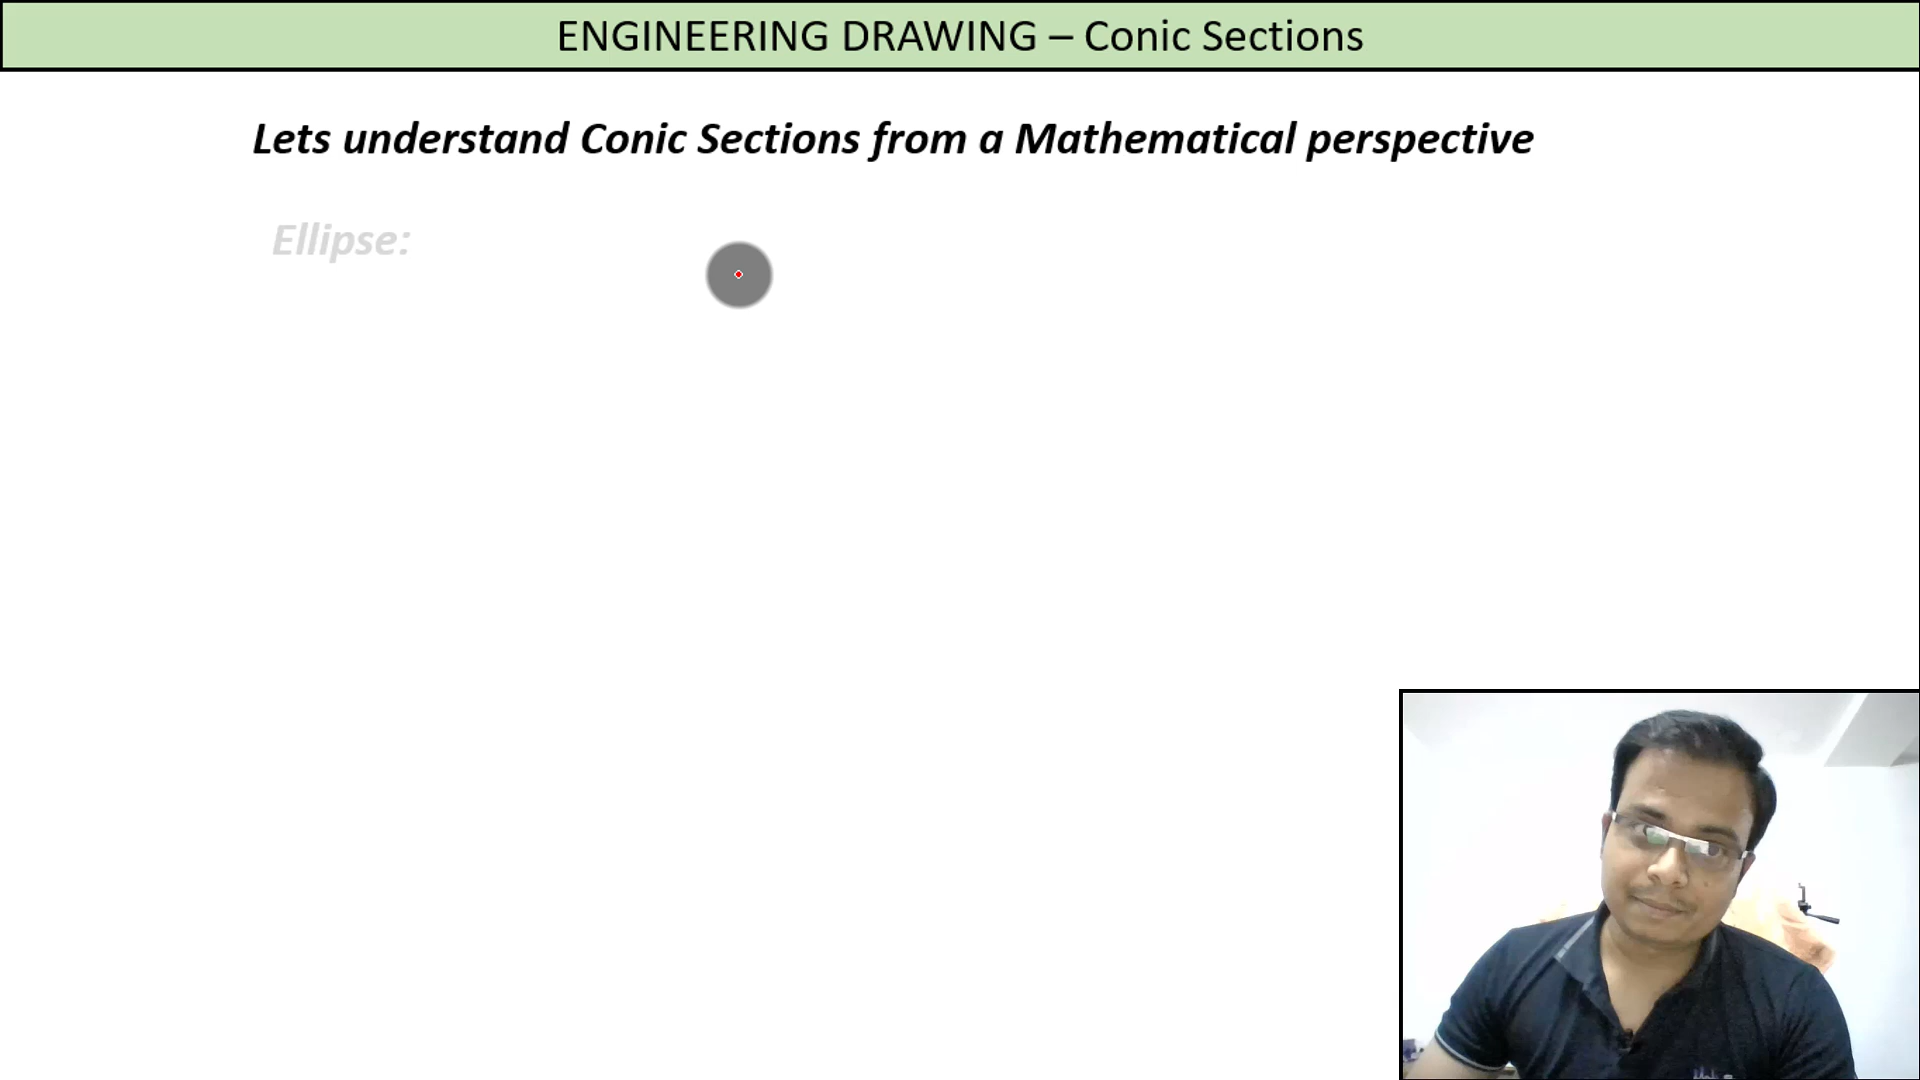 ENGINEERING DRAWING – Conic Sections
Lets understand Conic Sections from a Mathematical perspective
Ellipse: